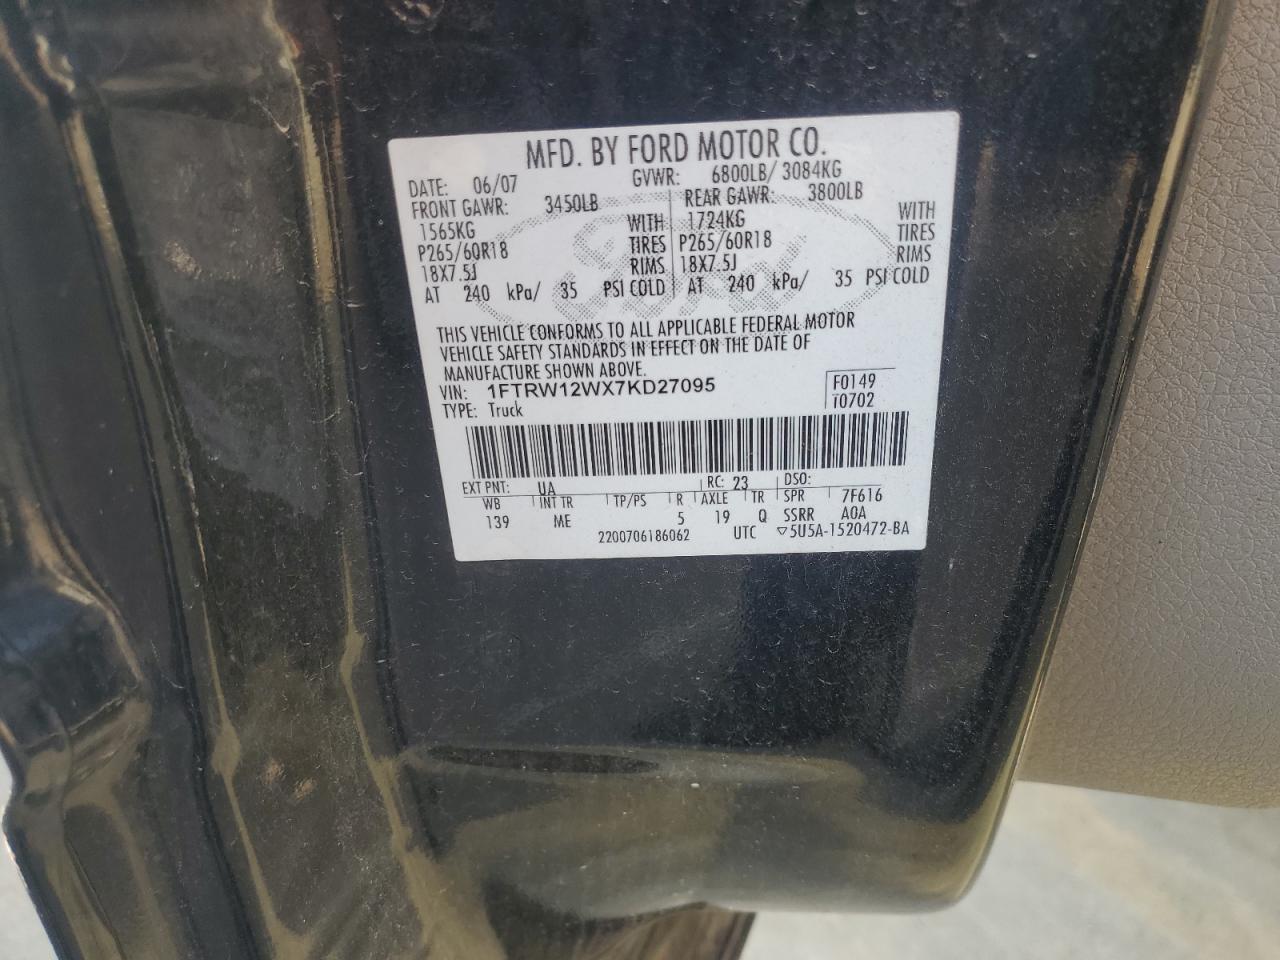 MFD. BY FORD MOTOR CO.
DATE: 06/07 GVWR: 6800LB/ 3084KG
FRONT GAWR: 3450LB REAR GAWR: 3800LB
1565KG WITH 1724KG WITH
P265/60R18 TIRES P265/60R18 TIRES
18X7.5J RIMS 18X7.5J RIMS
AT 240 kPa/ 35 PSI COLD AT 240 kPa/ 35 PSI COLD
Ford
THIS VEHICLE CONFORMS TO ALL APPLICABLE FEDERAL MOTOR
VEHICLE SAFETY STANDARDS IN EFFECT ON THE DATE OF
MANUFACTURE SHOWN ABOVE.
VIN: 1FTRW12WX7KD27095 F0149
TYPE: Truck T0702
EXT PNT: UA RC: 23 DSO:
WB INT TR TP/PS R AXLE TR SPR 7F616
139 ME 5 19 Q SSRR A0A
2200706186062 UTC ▽5U5A-1520472-BA